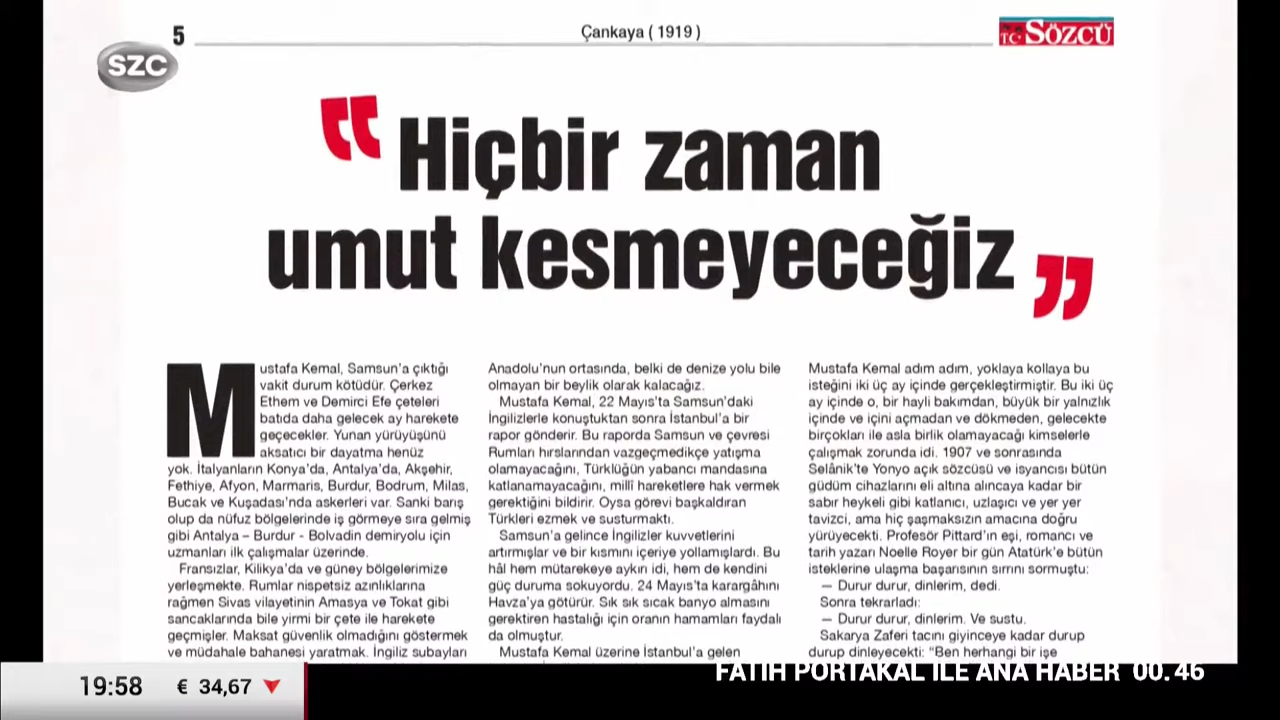 5
Çankaya ( 1919 )
TC SÖZCÜ
SZC
“Hiçbir zaman
umut kesmeyeceğiz”
Mustafa Kemal, Samsun’a çıktığı
vakit durum kötüdür. Çerkez
Ethem ve Demirci Efe çeteleri
batıda daha gelecek ay harekete
geçecekler. Yunan yürüyüşünü
aksatıcı bir dayatma henüz
yok. İtalyanların Konya’da, Antalya’da, Akşehir,
Fethiye, Afyon, Marmaris, Burdur, Bodrum, Milas,
Bucak ve Kuşadası’nda askerleri var. Sanki barış
olup da nüfuz bölgelerinde iş görmeye sıra gelmiş
gibi Antalya – Burdur - Bolvadin demiryolu için
uzmanları ilk çalışmalar üzerinde.
Fransızlar, Kilikya’da ve güney bölgelerimize
yerleşmekte. Rumlar nispetsiz azınlıklarına
rağmen Sivas vilayetinin Amasya ve Tokat gibi
sancaklarında bile yirmi bir çete ile harekete
geçmişler. Maksat güvenlik olmadığını göstermek
ve müdahale bahanesi yaratmak. İngiliz subayları
Anadolu’nun ortasında, belki de denize yolu bile
olmayan bir beylik olarak kalacağız.
Mustafa Kemal, 22 Mayıs’ta Samsun’daki
İngilizlerle konuştuktan sonra İstanbul’a bir
rapor gönderir. Bu raporda Samsun ve çevresi
Rumları hırslarından vazgeçmedikçe yatışma
olamayacağını, Türklüğün yabancı mandasına
katlanamayacağını, millî hareketlere hak vermek
gerektiğini bildirir. Oysa görevi başkaldıran
Türkleri ezmek ve susturmaktı.
Samsun’a gelince İngilizler kuvvetlerini
artırmışlar ve bir kısmını içeriye yollamışlardı. Bu
hâl hem mütarekeye aykırı idi, hem de kendini
güç duruma sokuyordu. 24 Mayıs’ta karargâhını
Havza’ya götürür. Sık sık sıcak banyo almasını
gerektiren hastalığı için oranın hamamları faydalı
da olmuştur.
Mustafa Kemal üzerine İstanbul’a gelen
Mustafa Kemal adım adım, yoklaya kollaya bu
isteğini iki üç ay içinde gerçekleştirmiştir. Bu iki üç
ay içinde o, bir hayli bakımdan, büyük bir yalnızlık
içinde ve içini açmadan ve dökmeden, gelecekte
birçokları ile asla birlik olamayacağı kimselerle
çalışmak zorunda idi. 1907 ve sonrasında
Selânik’te Yonyo açık sözcüsü ve isyancısı bütün
güdüm cihazlarını eli altına alıncaya kadar bir
sabır heykeli gibi katlanıcı, uzlaşıcı ve yer yer
tavizci, ama hiç şaşmaksızın amacına doğru
yürüyecekti. Profesör Pittard’ın eşi, romancı ve
tarih yazarı Noelle Royer bir gün Atatürk’e bütün
isteklerine ulaşma başarısının sırrını sormuştu:
— Durur durur, dinlerim, dedi.
Sonra tekrarladı:
— Durur durur, dinlerim. Ve sustu.
Sakarya Zaferi tacını giyinceye kadar durup
durup dinleyecekti: “Ben herhangi bir işe
19:58 € 34,67
FATİH PORTAKAL İLE ANA HABER 00. 46